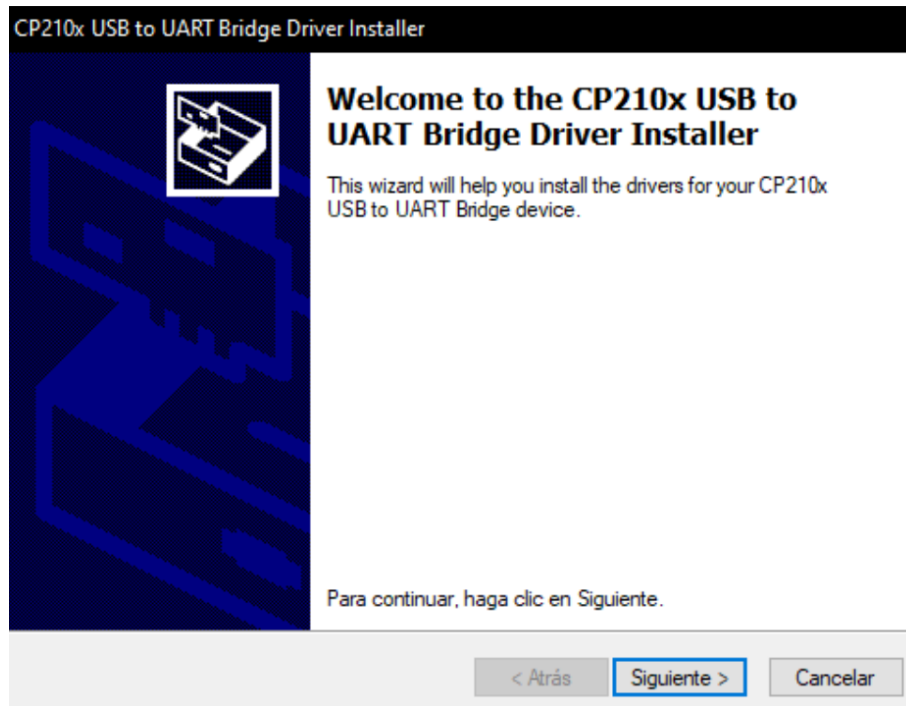 CP210x USB to UART Bridge Driver Installer
Welcome to the CP210x USB to
UART Bridge Driver Installer
This wizard will help you install the drivers for your CP210x
USB to UART Bridge device.
Para continuar, haga clic en Siguiente.
< Atrás Siguiente > Cancelar